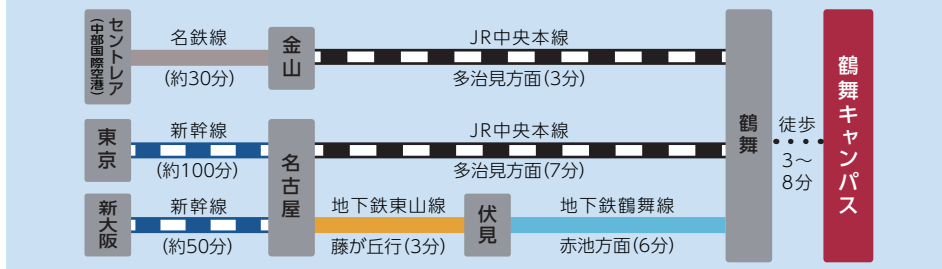 セントレア
(中部国際空港)
名鉄線
(約30分)
金山
JR中央本線
多治見方面(3分)
東京
新幹線
(約100分)
名古屋
JR中央本線
多治見方面(7分)
新大阪
新幹線
(約50分)
地下鉄東山線
藤が丘行(3分)
伏見
地下鉄鶴舞線
赤池方面(6分)
鶴舞
徒歩
3〜
8分
鶴舞キャンパス